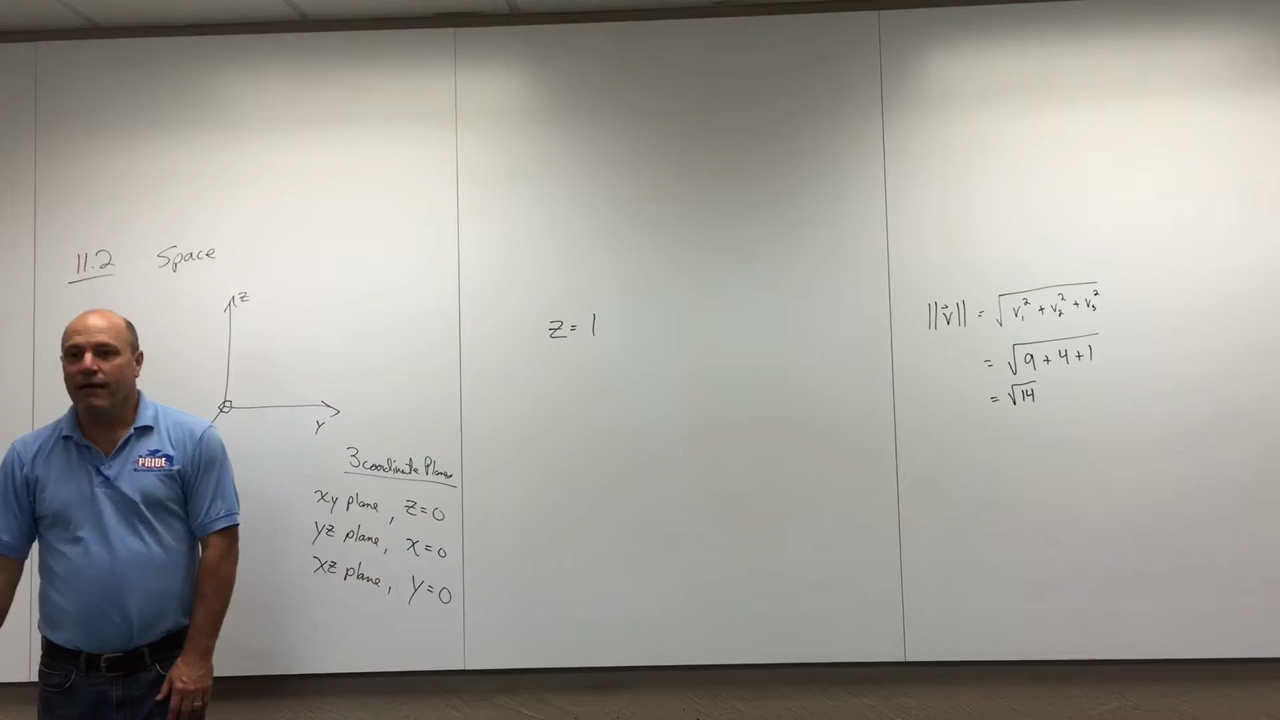 11.2 Space
Z
Y
3 coordinate Planes
xy plane, z=0
yz plane, x=0
xz plane, y=0
PRIDE
z = 1
||v⃗|| = √(v₁² + v₂² + v₃²)
= √(9 + 4 + 1)
= √14